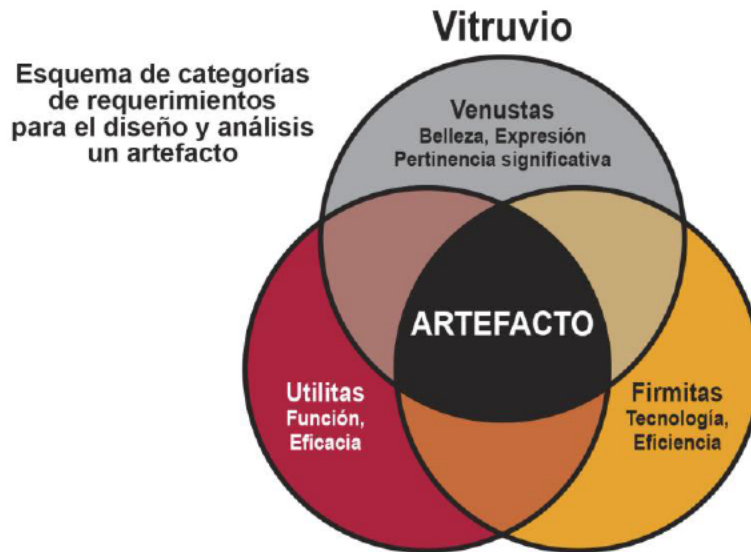 Vitruvio
Esquema de categorías
de requerimientos
para el diseño y análisis
un artefacto
Venustas
Belleza, Expresión
Pertinencia significativa
ARTEFACTO
Utilitas
Función,
Eficacia
Firmitas
Tecnología,
Eficiencia